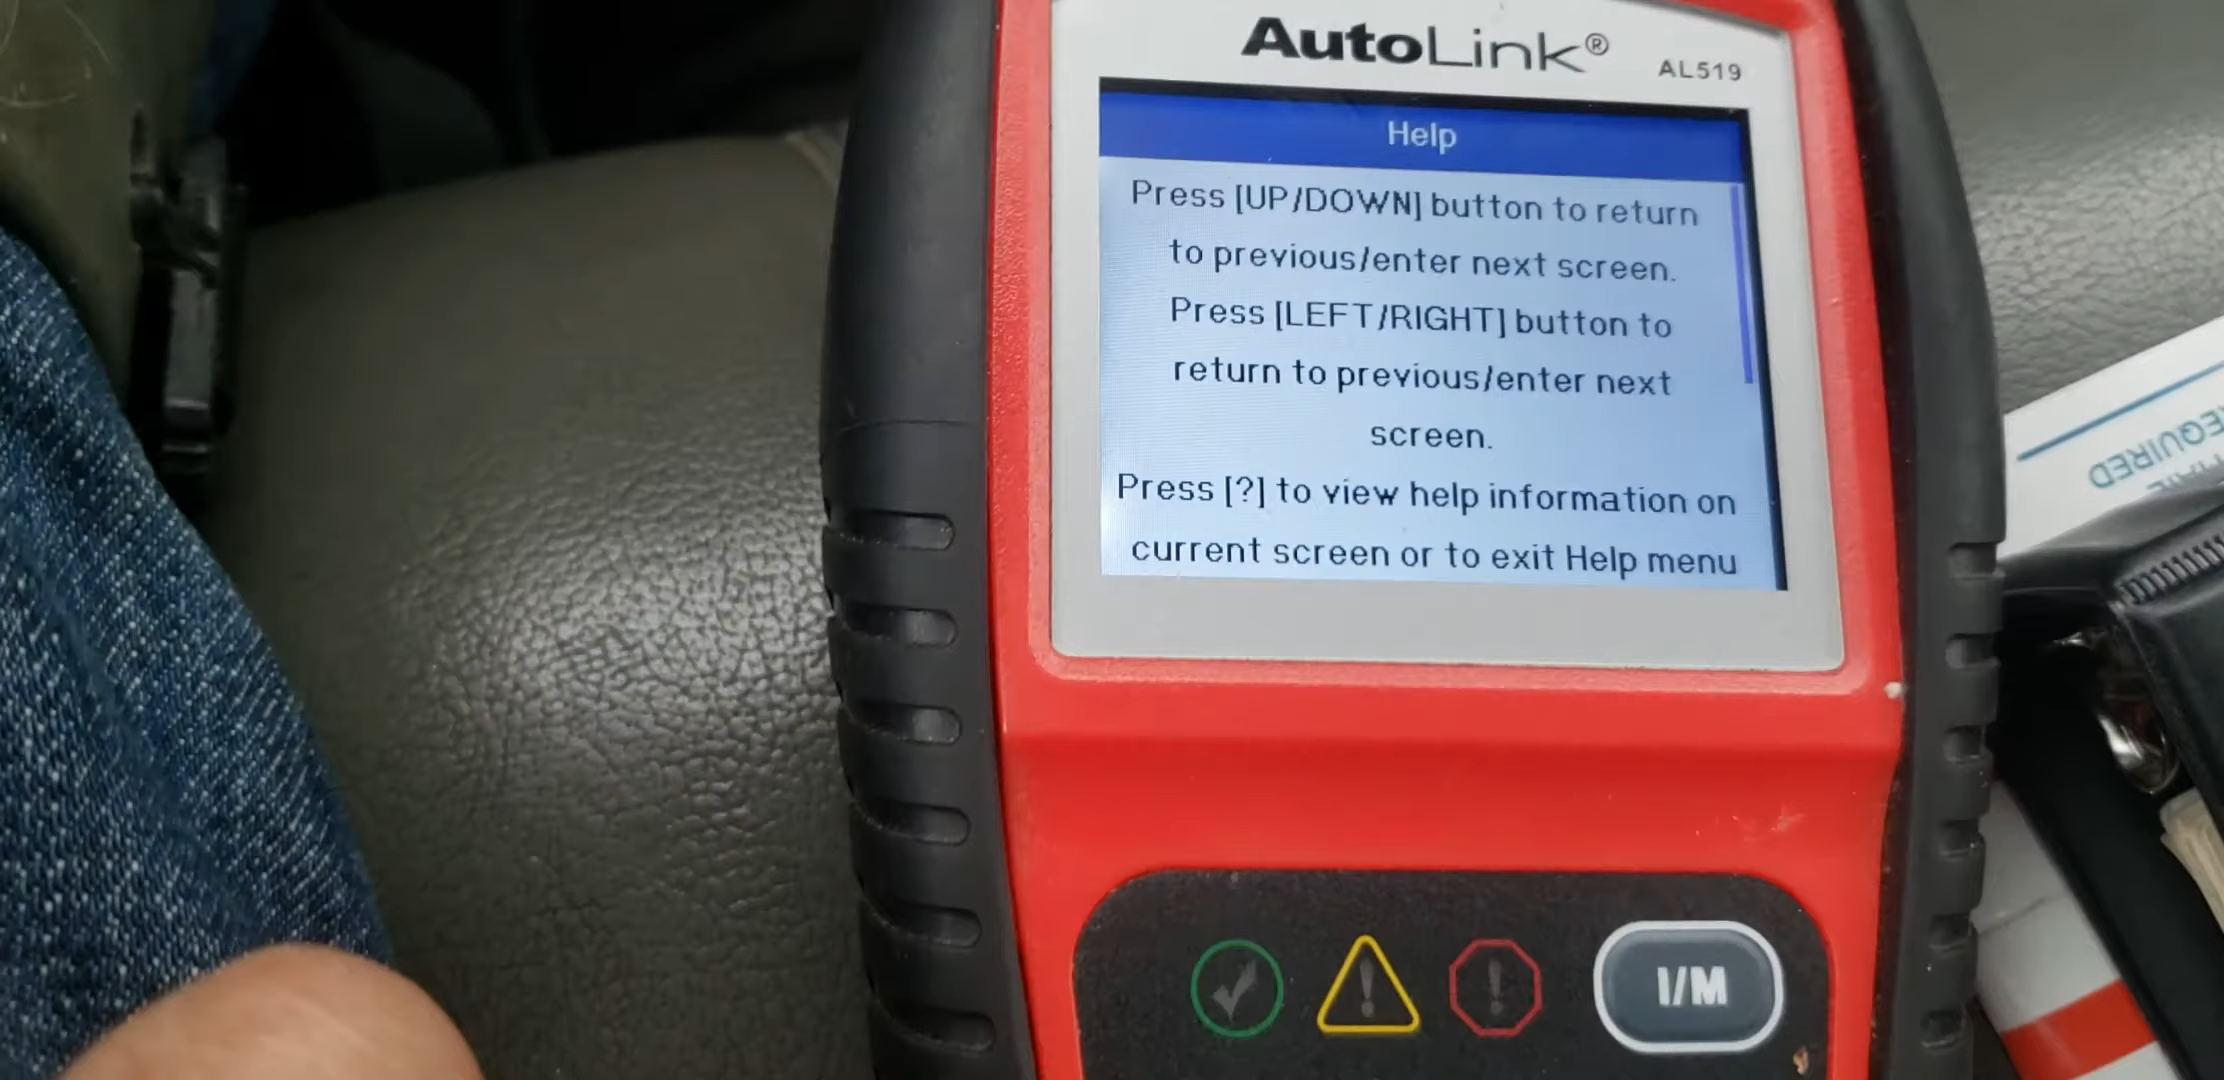 AutoLink®
AL519
Help
Press [UP/DOWN] button to return
to previous/enter next screen.
Press [LEFT/RIGHT] button to
return to previous/enter next
screen.
Press [?] to view help information on
current screen or to exit Help menu
I/M
REQUIRED